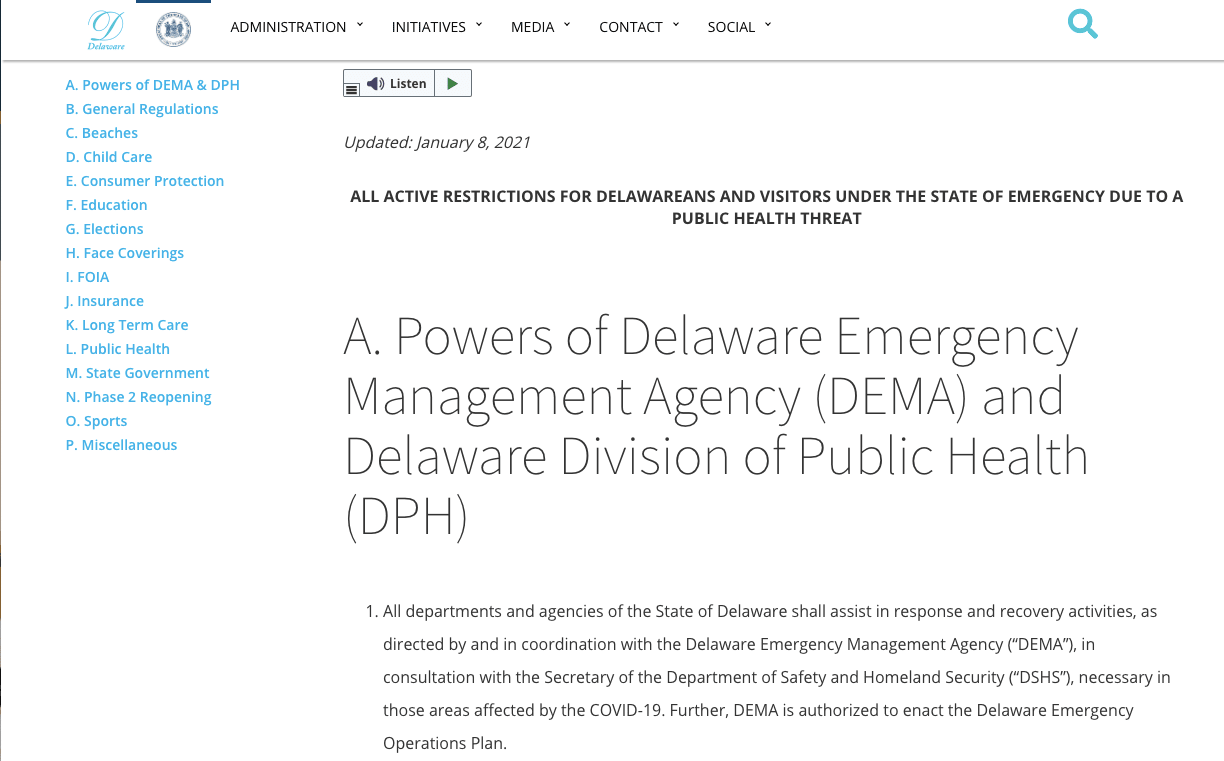 Delaware
ADMINISTRATION
INITIATIVES
MEDIA
CONTACT
SOCIAL
A. Powers of DEMA & DPH
B. General Regulations
C. Beaches
D. Child Care
E. Consumer Protection
F. Education
G. Elections
H. Face Coverings
I. FOIA
J. Insurance
K. Long Term Care
L. Public Health
M. State Government
N. Phase 2 Reopening
O. Sports
P. Miscellaneous
Listen
Updated: January 8, 2021
ALL ACTIVE RESTRICTIONS FOR DELAWAREANS AND VISITORS UNDER THE STATE OF EMERGENCY DUE TO A
PUBLIC HEALTH THREAT
A. Powers of Delaware Emergency
Management Agency (DEMA) and
Delaware Division of Public Health
(DPH)
1. All departments and agencies of the State of Delaware shall assist in response and recovery activities, as
directed by and in coordination with the Delaware Emergency Management Agency (“DEMA”), in
consultation with the Secretary of the Department of Safety and Homeland Security (“DSHS”), necessary in
those areas affected by the COVID-19. Further, DEMA is authorized to enact the Delaware Emergency
Operations Plan.